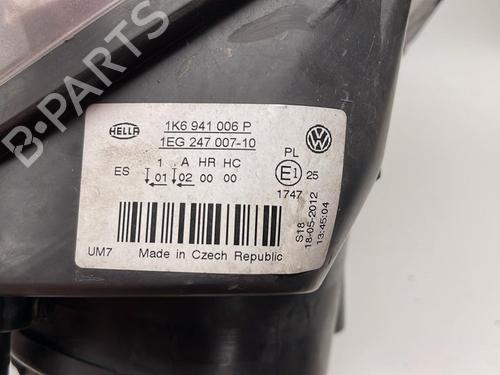 B-PARTS
HELLA
1K6 941 006 P
1EG 247 007-10
1 A HR HC
ES 01 02 00 00
PL
E1 25
1747
S18
18-05-2012
13:45:04
UM7 Made in Czech Republic